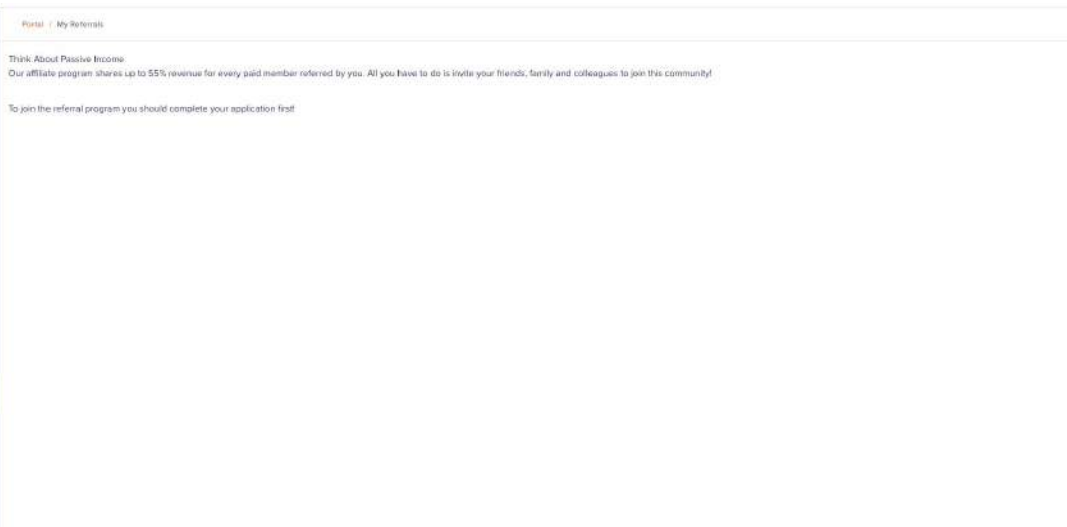 Portal / My Referrals
Think About Passive Income
Our affiliate program shares up to 55% revenue for every paid member referred by you. All you have to do is invite your friends, family and colleagues to join this community!
To join the referral program you should complete your application first!